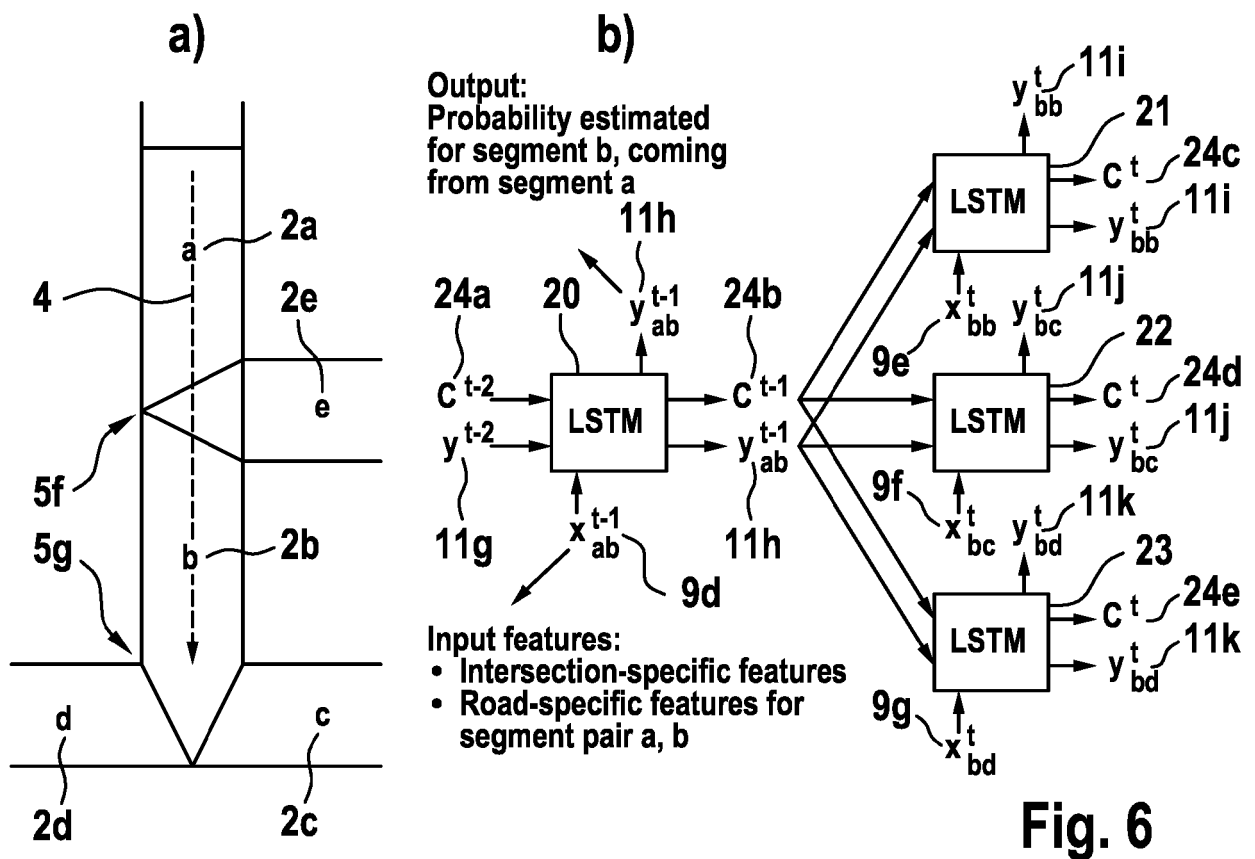 a)
b)
Output:
Probability estimated
for segment b, coming
from segment a
a
2a
4
2e
e
5f
5g
b
2b
d
c
2d
2c
24a
20
11h
24b
y^{t-1}_{ab}
C^{t-2}
LSTM
C^{t-1}
y^{t-2}
y^{t-1}_{ab}
11g
x^{t-1}_{ab}
11h
9d
Input features:
• Intersection-specific features
• Road-specific features for
segment pair a, b
y^{t}_{bb} 11i
21
LSTM
C^{t} 24c
y^{t}_{bb} 11i
9e
x^{t}_{bb}
y^{t}_{bc} 11j
22
LSTM
C^{t} 24d
y^{t}_{bc} 11j
9f
x^{t}_{bc}
y^{t}_{bd} 11k
23
LSTM
C^{t} 24e
y^{t}_{bd} 11k
9g
x^{t}_{bd}
Fig. 6